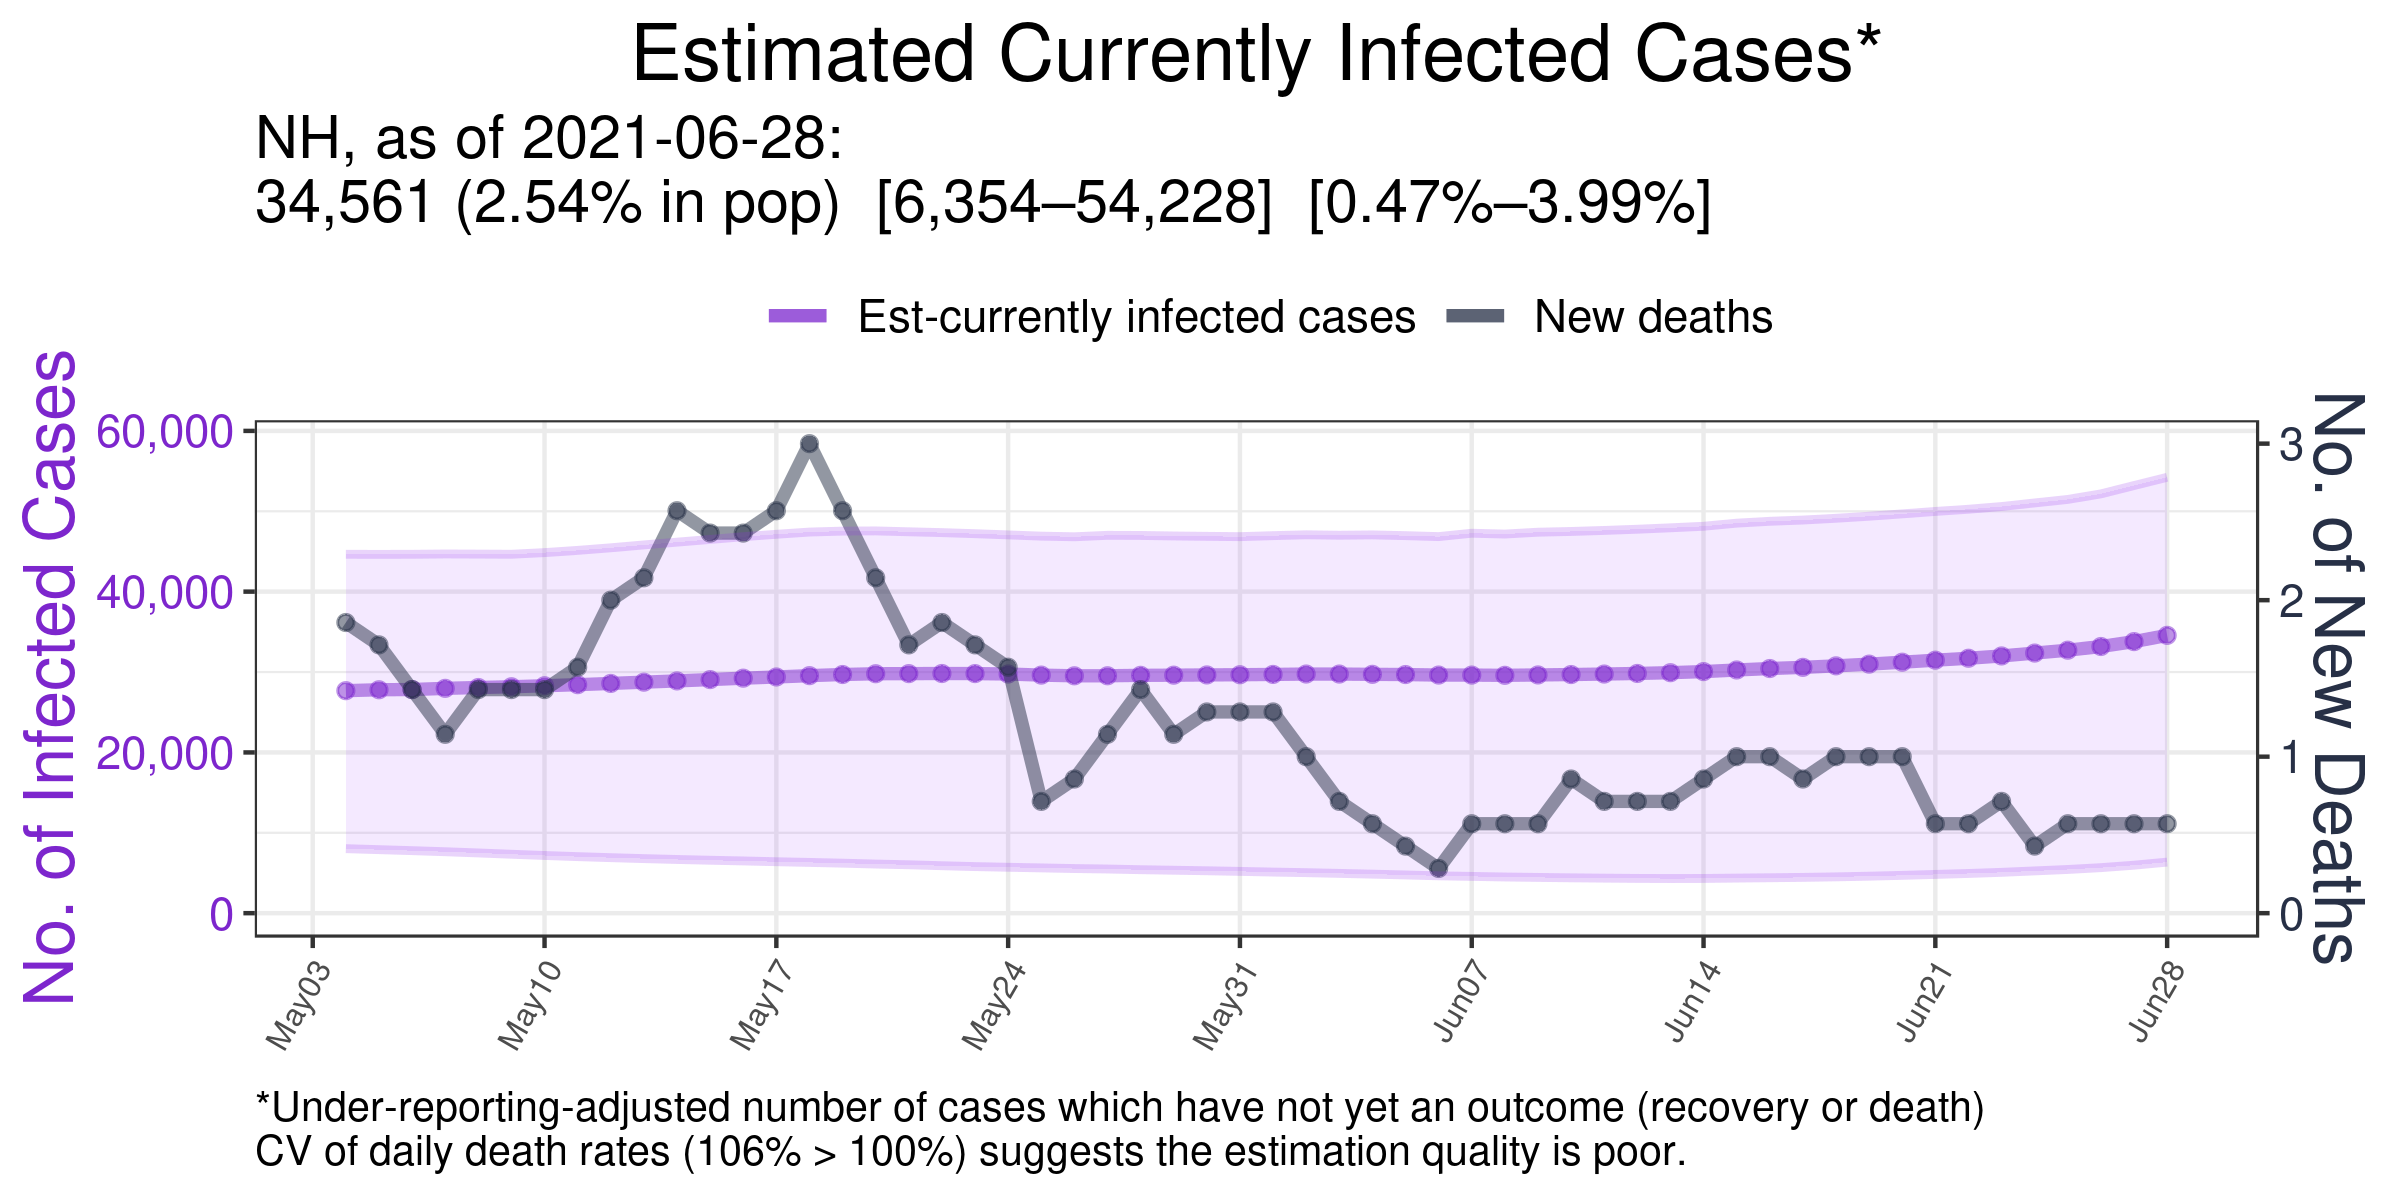 Estimated Currently Infected Cases*
NH, as of 2021-06-28:
34,561 (2.54% in pop)  [6,354–54,228]  [0.47%–3.99%]
Est-currently infected cases
New deaths
No. of Infected Cases
60,000
40,000
20,000
0
3
2
1
0
No. of New Deaths
May03
May10
May17
May24
May31
Jun07
Jun14
Jun21
Jun28
*Under-reporting-adjusted number of cases which have not yet an outcome (recovery or death)
CV of daily death rates (106% > 100%) suggests the estimation quality is poor.